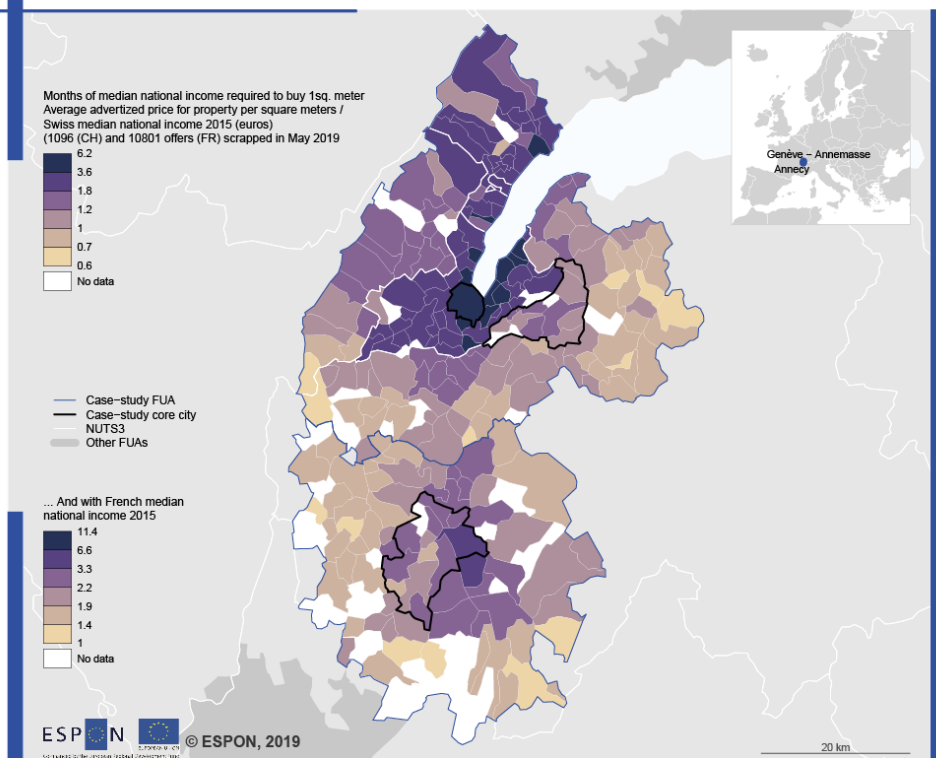 Months of median national income required to buy 1sq. meter
Average advertized price for property per square meters /
Swiss median national income 2015 (euros)
(1096 (CH) and 10801 offers (FR) scrapped in May 2019
6.2
3.6
1.8
1.2
1
0.7
0.6
No data
Genève – Annemasse
Annecy
Case−study FUA
Case−study core city
NUTS3
Other FUAs
... And with French median
national income 2015
11.4
6.6
3.3
2.2
1.9
1.4
1
No data
ESPON
© ESPON, 2019
20 km